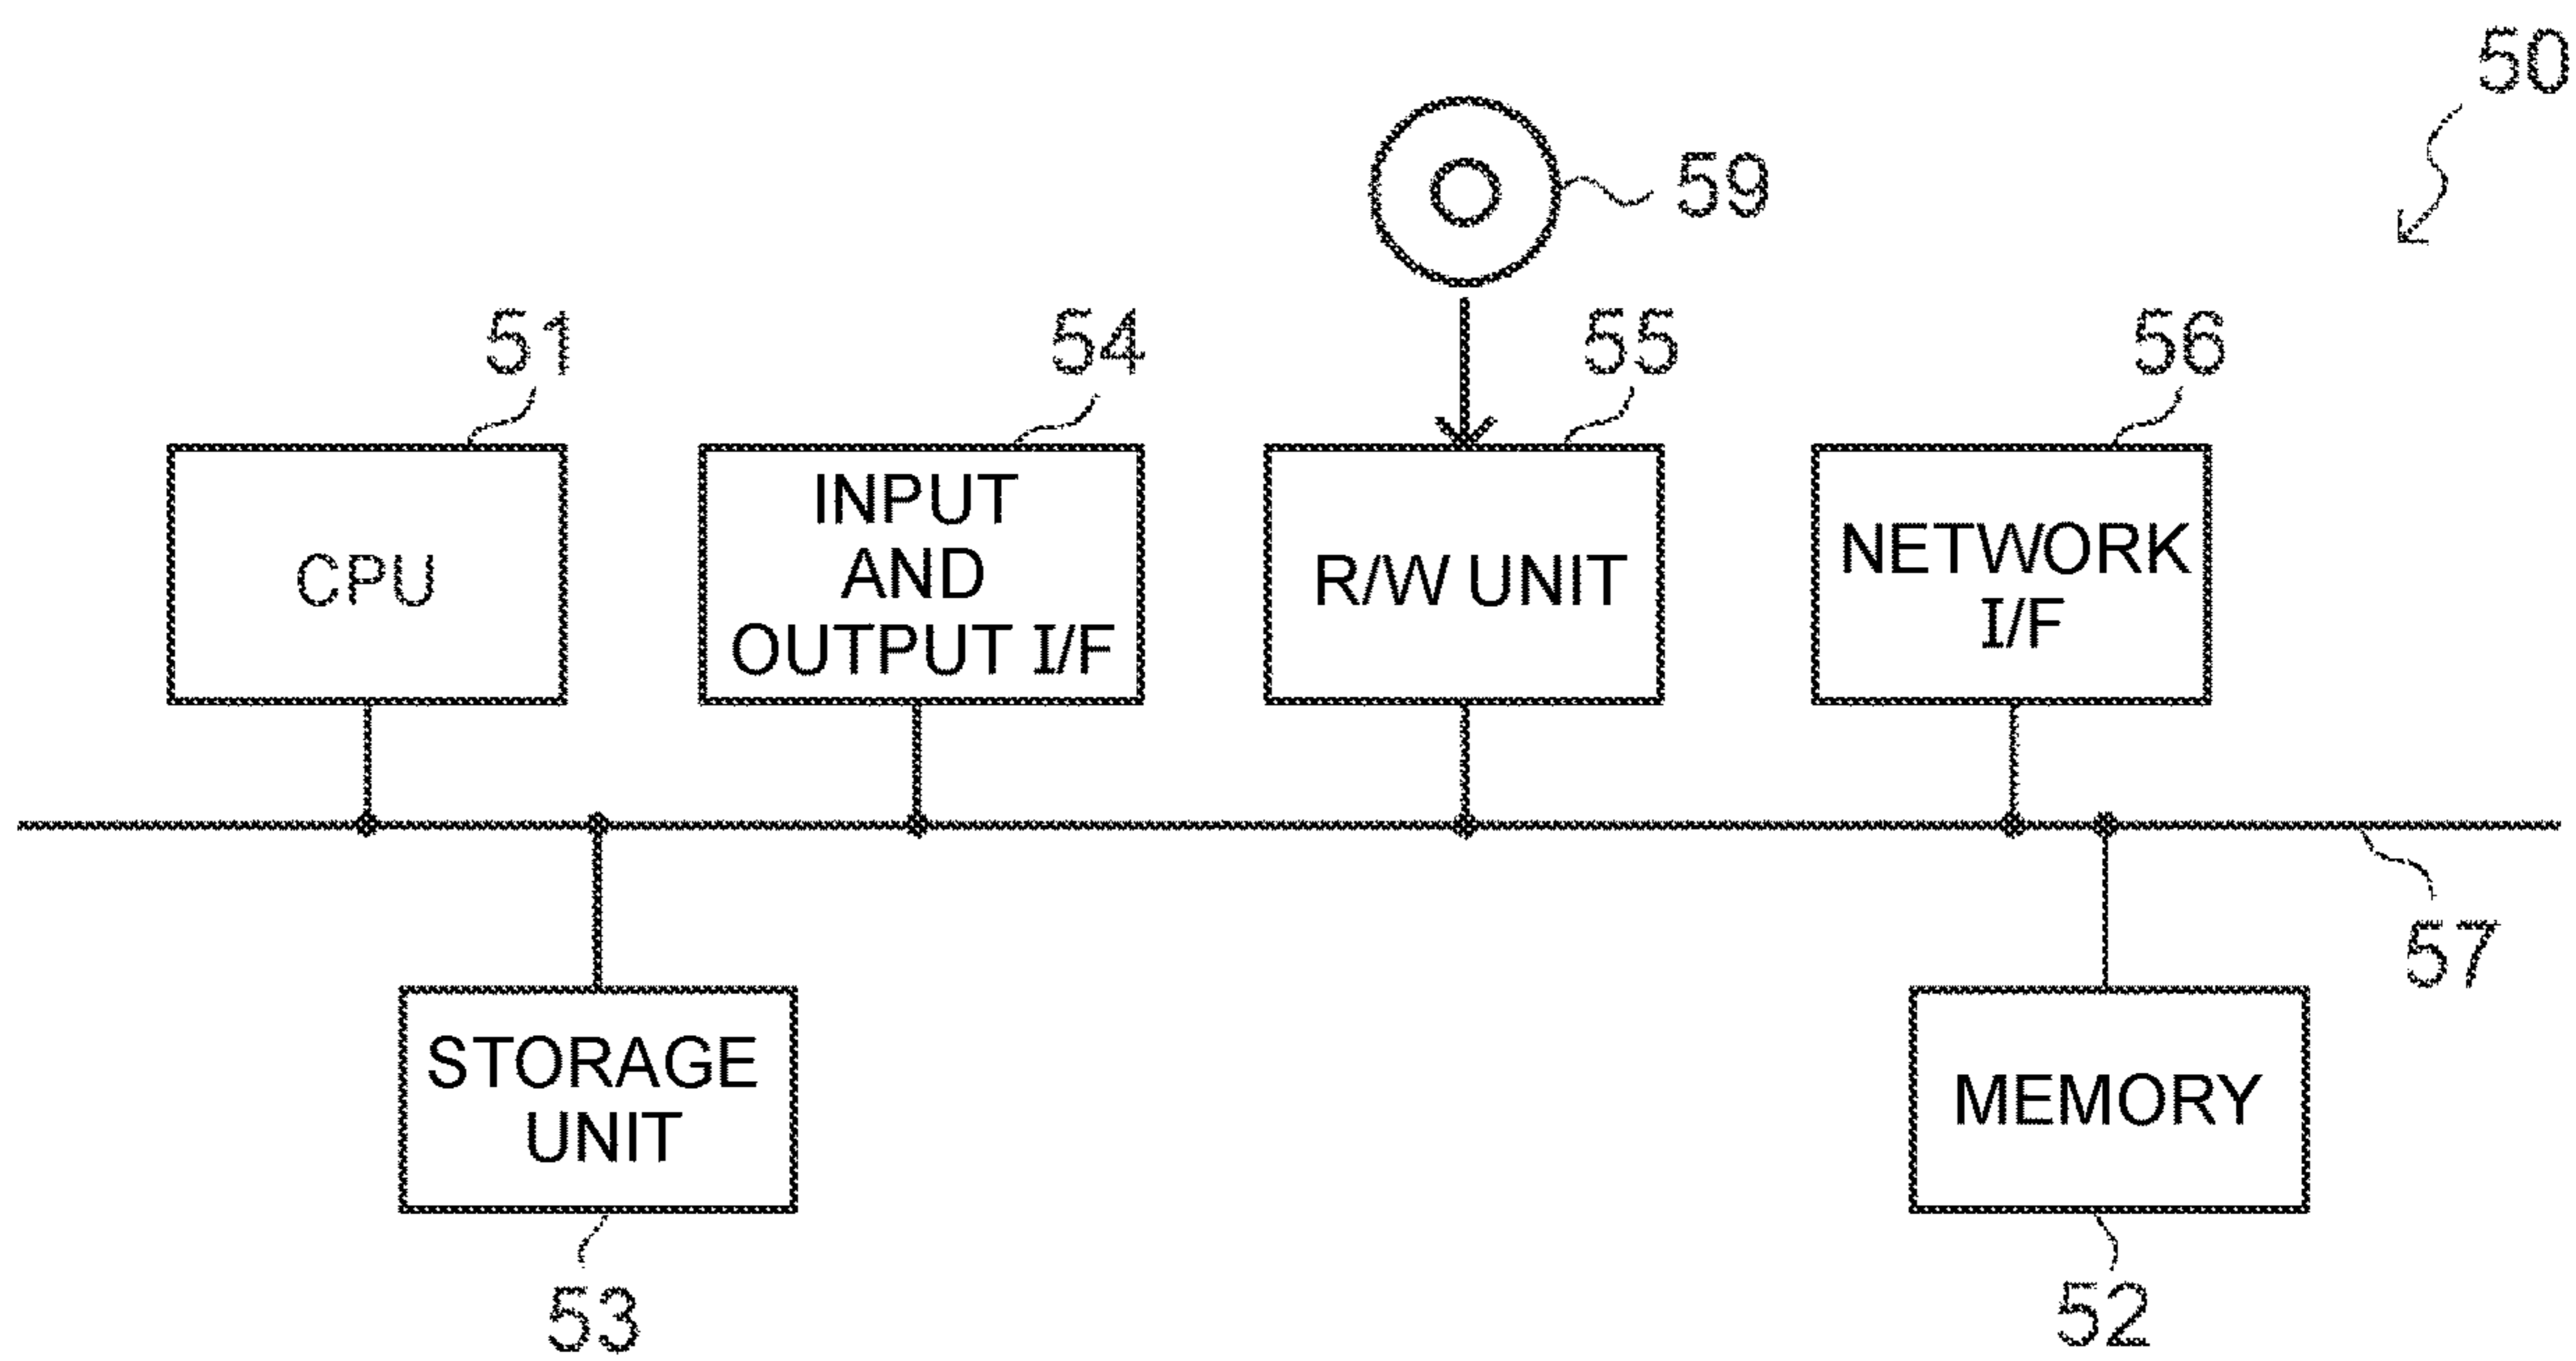 50
59
51
54
55
56
CPU
INPUT
AND
OUTPUT I/F
R/W UNIT
NETWORK
I/F
57
STORAGE
UNIT
MEMORY
53
52